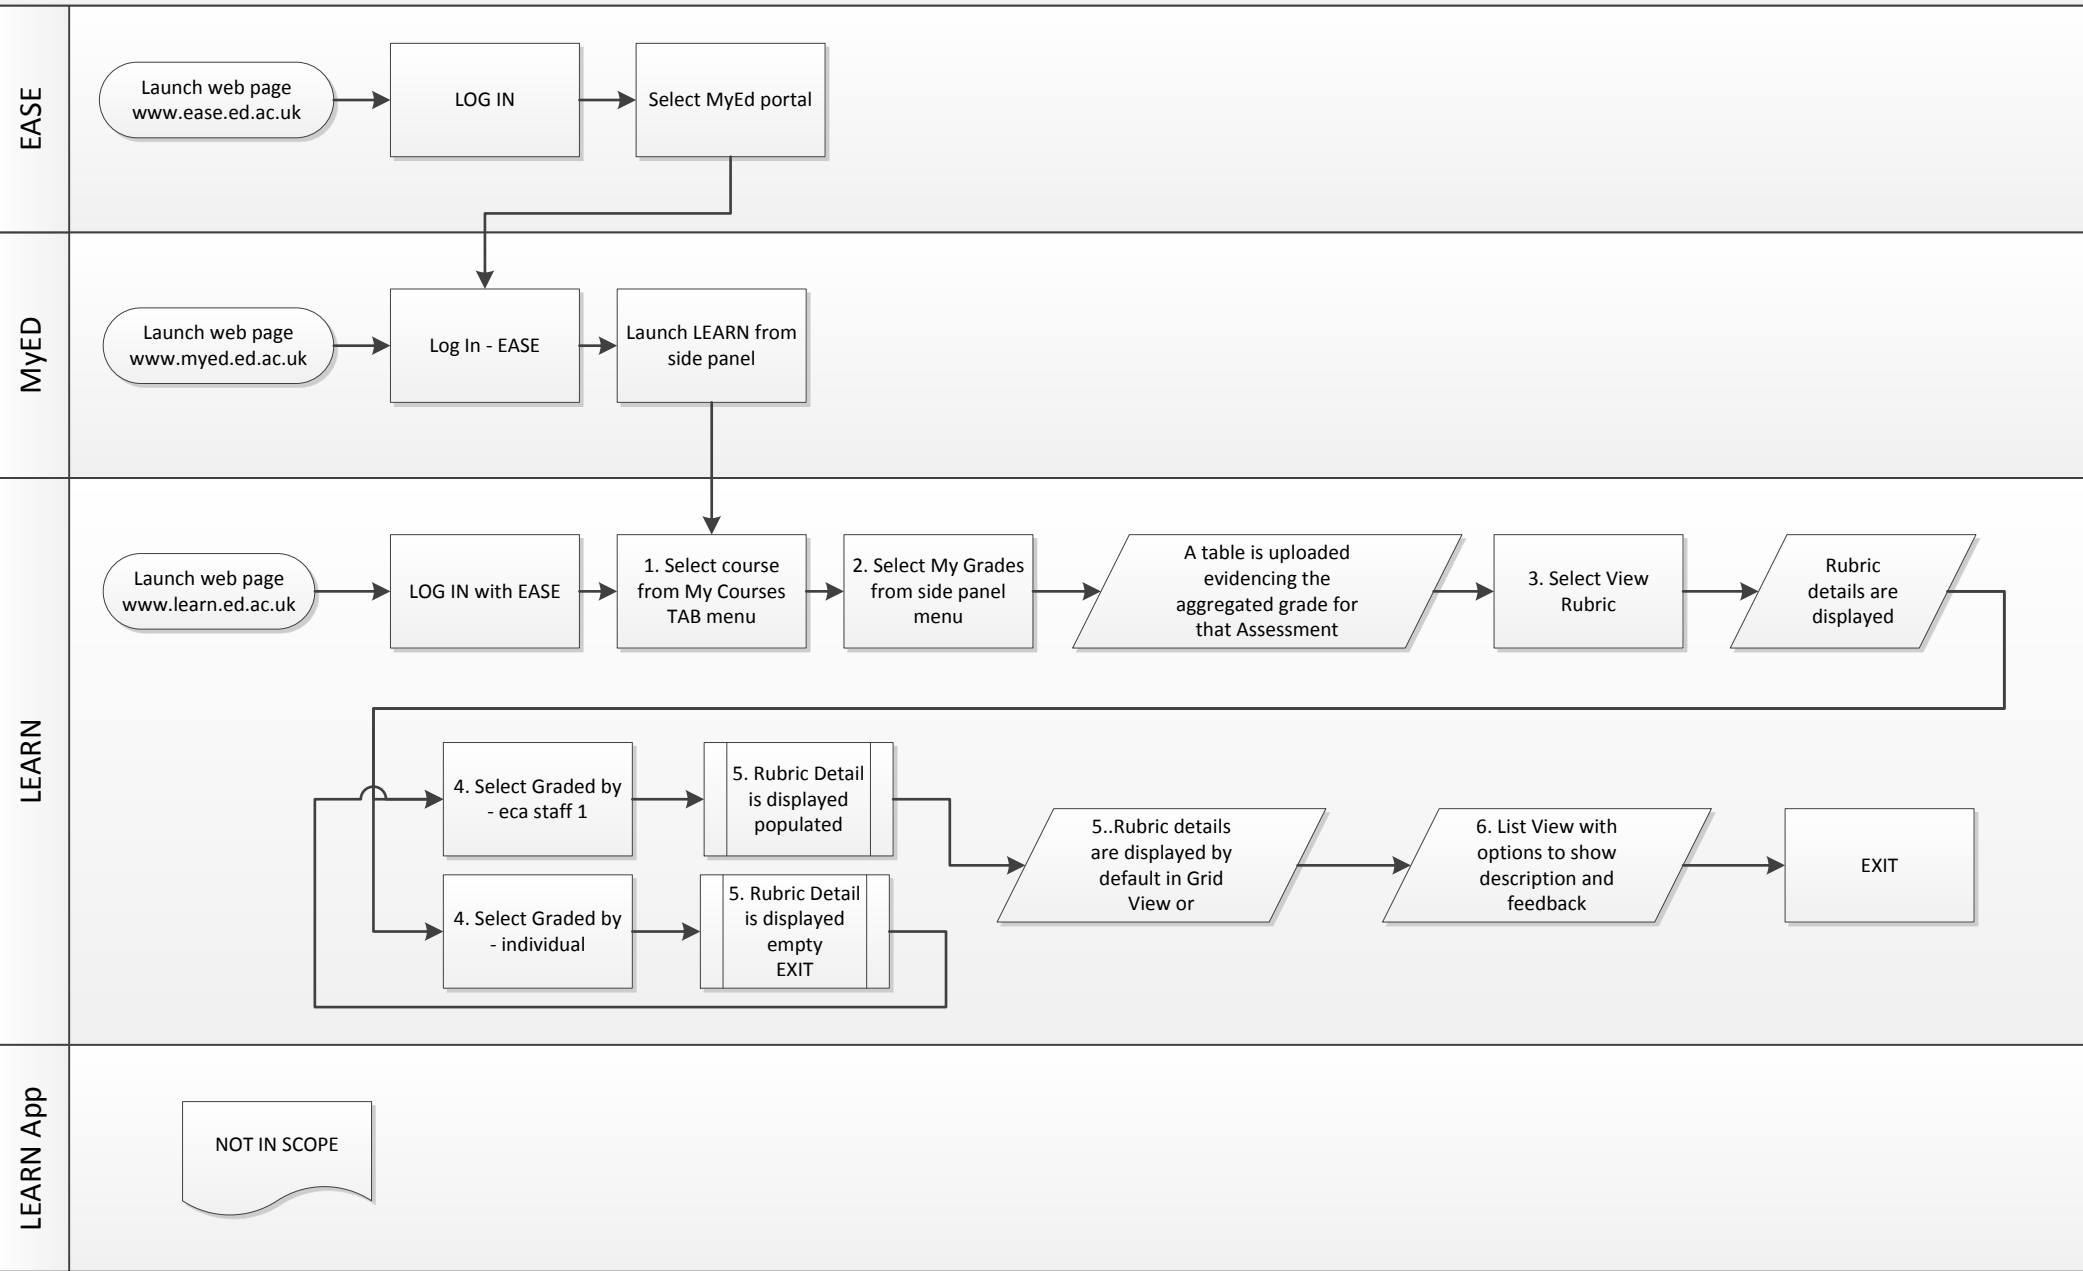 EASE
Launch web page
www.ease.ed.ac.uk
LOG IN
Select MyEd portal
MyED
Launch web page
www.myed.ed.ac.uk
Log In - EASE
Launch LEARN from
side panel
LEARN
Launch web page
www.learn.ed.ac.uk
LOG IN with EASE
1. Select course
from My Courses
TAB menu
2. Select My Grades
from side panel
menu
A table is uploaded
evidencing the
aggregated grade for
that Assessment
3. Select View
Rubric
Rubric
details are
displayed
4. Select Graded by
- eca staff 1
5. Rubric Detail
is displayed
populated
4. Select Graded by
- individual
5. Rubric Detail
is displayed
empty
EXIT
5..Rubric details
are displayed by
default in Grid
View or
6. List View with
options to show
description and
feedback
EXIT
LEARN App
NOT IN SCOPE